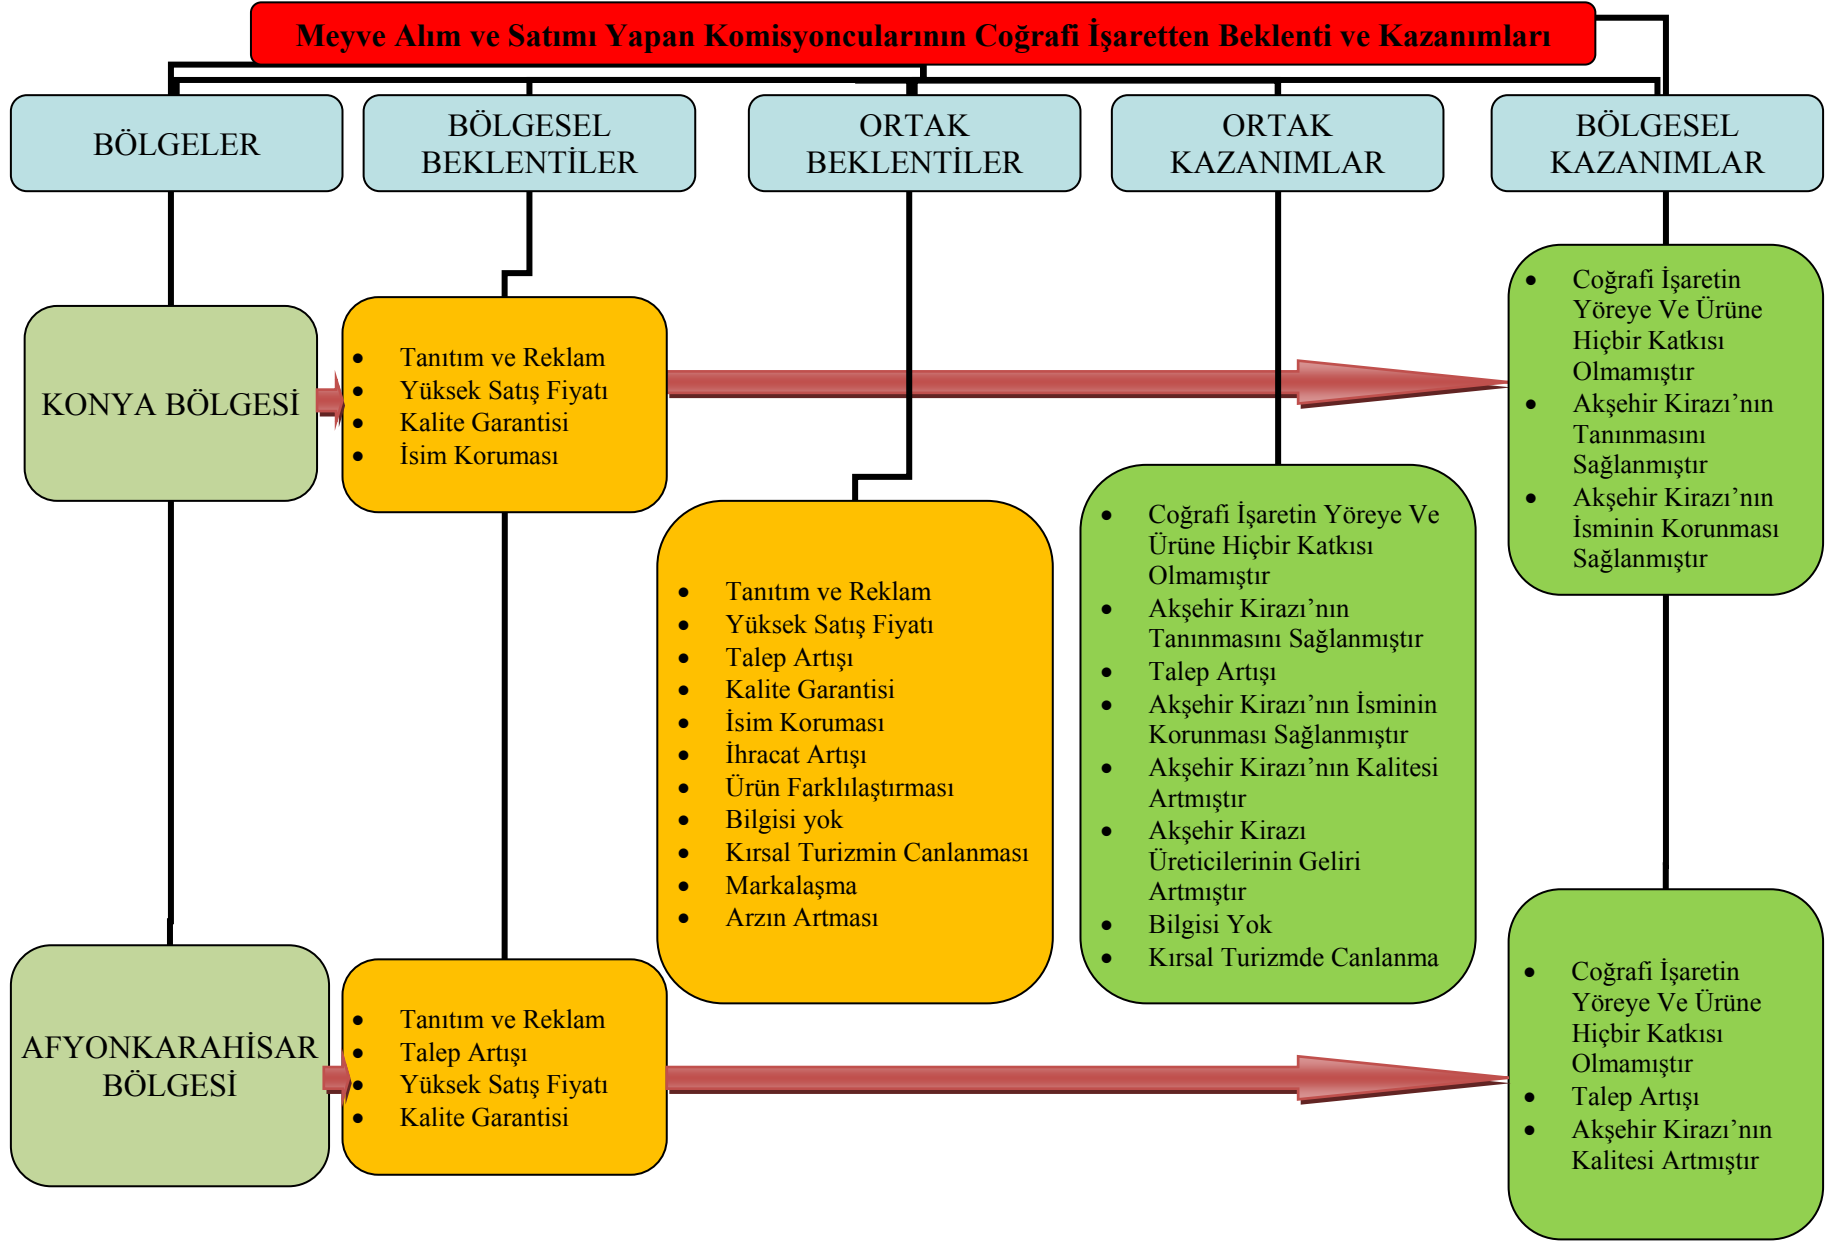 Meyve Alım ve Satımı Yapan Komisyoncularının Coğrafi İşaretten Beklenti ve Kazanımları
BÖLGELER
BÖLGESEL
BEKLENTİLER
ORTAK
BEKLENTİLER
ORTAK
KAZANIMLAR
BÖLGESEL
KAZANIMLAR
KONYA BÖLGESİ
• Tanıtım ve Reklam
• Yüksek Satış Fiyatı
• Kalite Garantisi
• İsim Koruması
• Tanıtım ve Reklam
• Yüksek Satış Fiyatı
• Talep Artışı
• Kalite Garantisi
• İsim Koruması
• İhracat Artışı
• Ürün Farklılaştırması
• Bilgisi yok
• Kırsal Turizmin Canlanması
• Markalaşma
• Arzın Artması
• Coğrafi İşaretin Yöreye Ve
Ürüne Hiçbir Katkısı
Olmamıştır
• Akşehir Kirazı’nın
Tanınmasını Sağlanmıştır
• Talep Artışı
• Akşehir Kirazı’nın İsminin
Korunması Sağlanmıştır
• Akşehir Kirazı’nın Kalitesi
Artmıştır
• Akşehir Kirazı
Üreticilerinin Geliri
Artmıştır
• Bilgisi Yok
• Kırsal Turizmde Canlanma
• Coğrafi İşaretin
Yöreye Ve Ürüne
Hiçbir Katkısı
Olmamıştır
• Akşehir Kirazı’nın
Tanınmasını
Sağlanmıştır
• Akşehir Kirazı’nın
İsminin Korunması
Sağlanmıştır
AFYONKARAHİSAR
BÖLGESİ
• Tanıtım ve Reklam
• Talep Artışı
• Yüksek Satış Fiyatı
• Kalite Garantisi
• Coğrafi İşaretin
Yöreye Ve Ürüne
Hiçbir Katkısı
Olmamıştır
• Talep Artışı
• Akşehir Kirazı’nın
Kalitesi Artmıştır